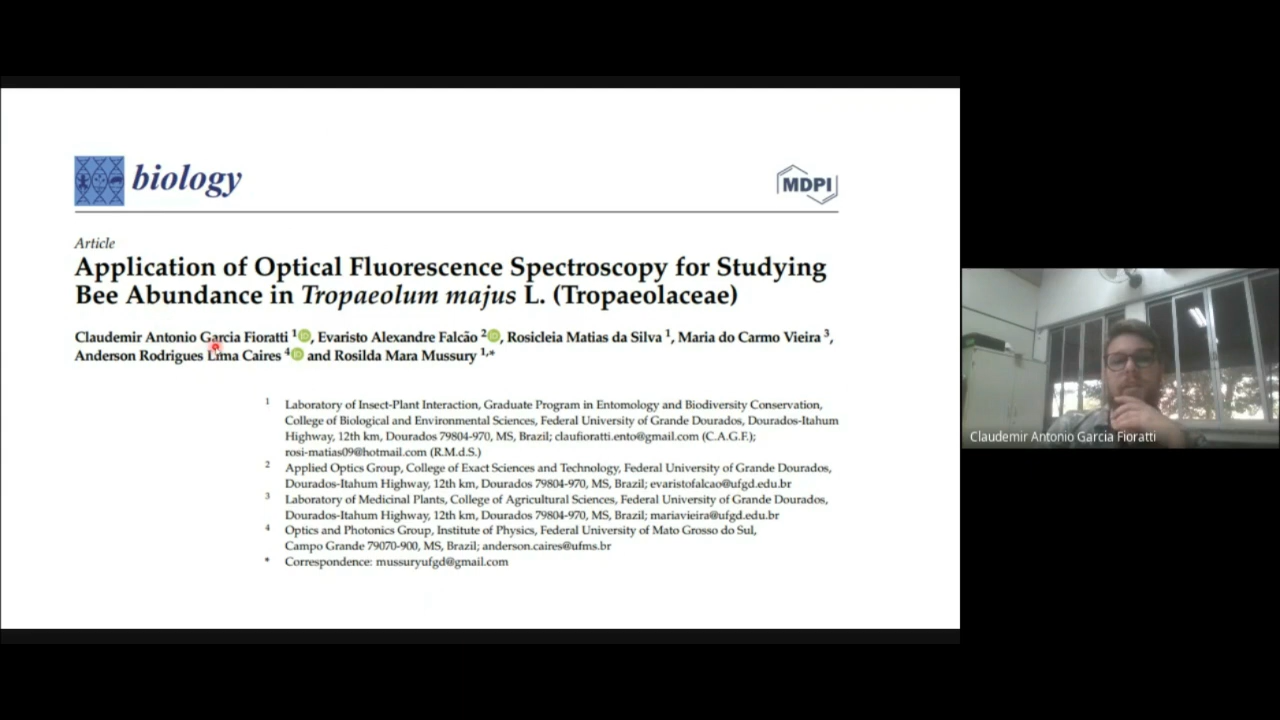 biology
MDPI
Article
Application of Optical Fluorescence Spectroscopy for Studying
Bee Abundance in Tropaeolum majus L. (Tropaeolaceae)
Claudemir Antonio Garcia Fioratti 1, Evaristo Alexandre Falcão 2, Rosicleia Matias da Silva 1, Maria do Carmo Vieira 3,
Anderson Rodrigues Lima Caires 4 and Rosilda Mara Mussury 1,*
1 Laboratory of Insect-Plant Interaction, Graduate Program in Entomology and Biodiversity Conservation,
College of Biological and Environmental Sciences, Federal University of Grande Dourados, Dourados-Itahum
Highway, 12th km, Dourados 79804-970, MS, Brazil; claufioratti.ento@gmail.com (C.A.G.F.);
rosi-matias09@hotmail.com (R.M.d.S.)
2 Applied Optics Group, College of Exact Sciences and Technology, Federal University of Grande Dourados,
Dourados-Itahum Highway, 12th km, Dourados 79804-970, MS, Brazil; evaristofalcao@ufgd.edu.br
3 Laboratory of Medicinal Plants, College of Agricultural Sciences, Federal University of Grande Dourados,
Dourados-Itahum Highway, 12th km, Dourados 79804-970, MS, Brazil; mariavieira@ufgd.edu.br
4 Optics and Photonics Group, Institute of Physics, Federal University of Mato Grosso do Sul,
Campo Grande 79070-900, MS, Brazil; anderson.caires@ufms.br
* Correspondence: mussuryufgd@gmail.com
Claudemir Antonio Garcia Fioratti